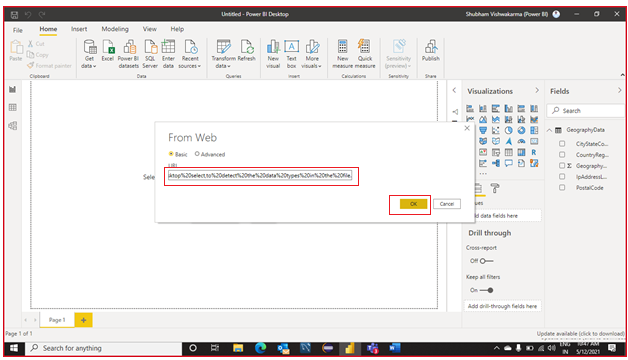 Untitled - Power BI Desktop
Shubham Vishwakarma (Power BI)
File Home Insert Modeling View Help
Paste
Cut
Copy
Format painter
Get data
Excel
Power BI datasets
SQL Server
Enter data
Recent sources
Transform data
Refresh
New visual
Text box
More visuals
New measure
Quick measure
Sensitivity (preview)
Publish
Clipboard
Data
Queries
Insert
Calculations
Sensitivity
Share
From Web
Basic Advanced
URL
ktop%20select,to%20detect%20the%20data%20types%20in%20the%20file.
OK
Cancel
Sele
Visualizations
ues
d data fields here
Drill through
Cross-report
Off
Keep all filters
On
Add drill-through fields here
Fields
Search
GeographyData
CityStateCo...
CountryReg...
Geography...
IpAddressL...
PostalCode
Page 1
Page 1 of 1
Update available (click to download)
Search for anything
ENG
IN
10:47 AM
5/12/2021